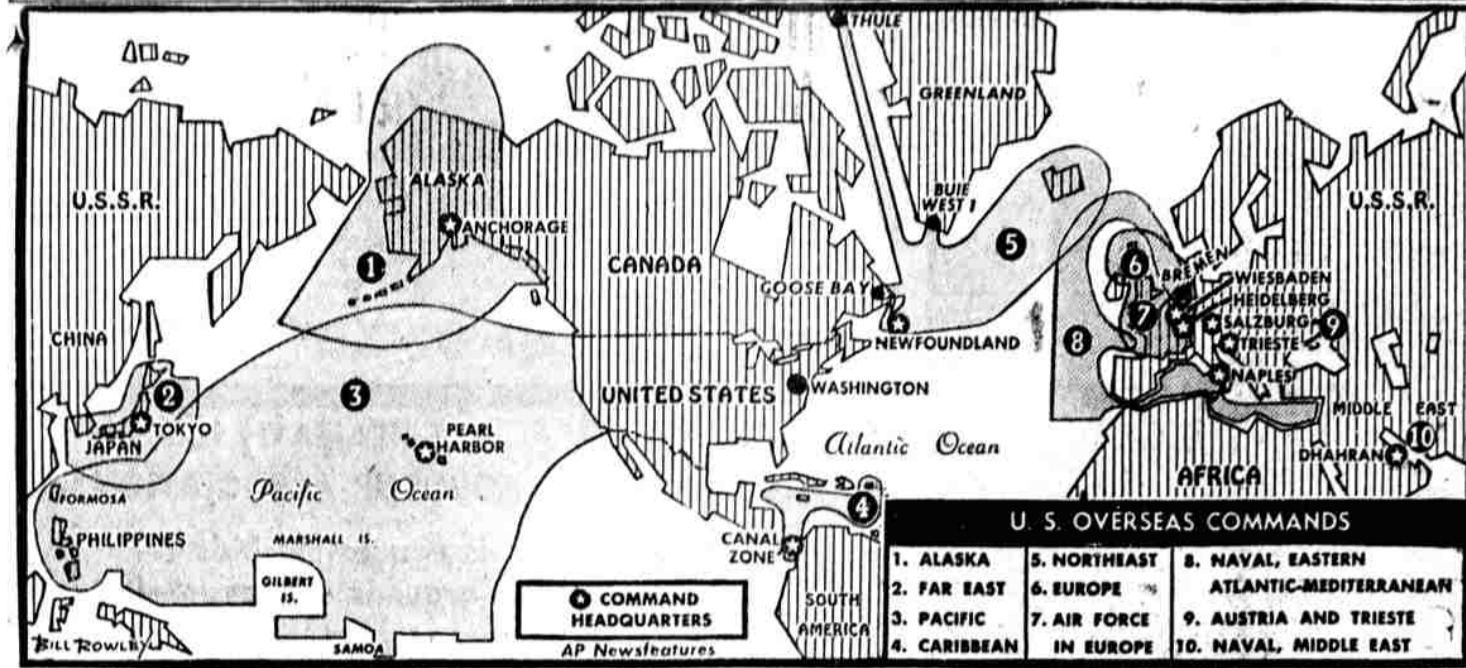 THULE
GREENLAND
U.S.S.R.
ALASKA
U.S.S.R.
BUIE
WEST 1
ANCHORAGE
1
5
6
CANADA
BREMEN
WIESBADEN
GOOSE BAY
HEIDELBERG
CHINA
7
SALZBURG
9
NEWFOUNDLAND
8
TRIESTE
2
3
UNITED STATES
WASHINGTON
NAPLES
TOKYO
MIDDLE EAST
JAPAN
PEARL
HARBOR
Atlantic Ocean
10
DHAHRAN
AFRICA
FORMOSA
Pacific Ocean
4
PHILIPPINES
MARSHALL IS.
CANAL
ZONE
GILBERT
IS.
SOUTH
AMERICA
SAMOA
BILL ROWLEY
COMMAND
HEADQUARTERS
AP Newsfeatures
U. S. OVERSEAS COMMANDS
1. ALASKA
2. FAR EAST
3. PACIFIC
4. CARIBBEAN
5. NORTHEAST
6. EUROPE
7. AIR FORCE
IN EUROPE
8. NAVAL, EASTERN
ATLANTIC-MEDITERRANEAN
9. AUSTRIA AND TRIESTE
10. NAVAL, MIDDLE EAST